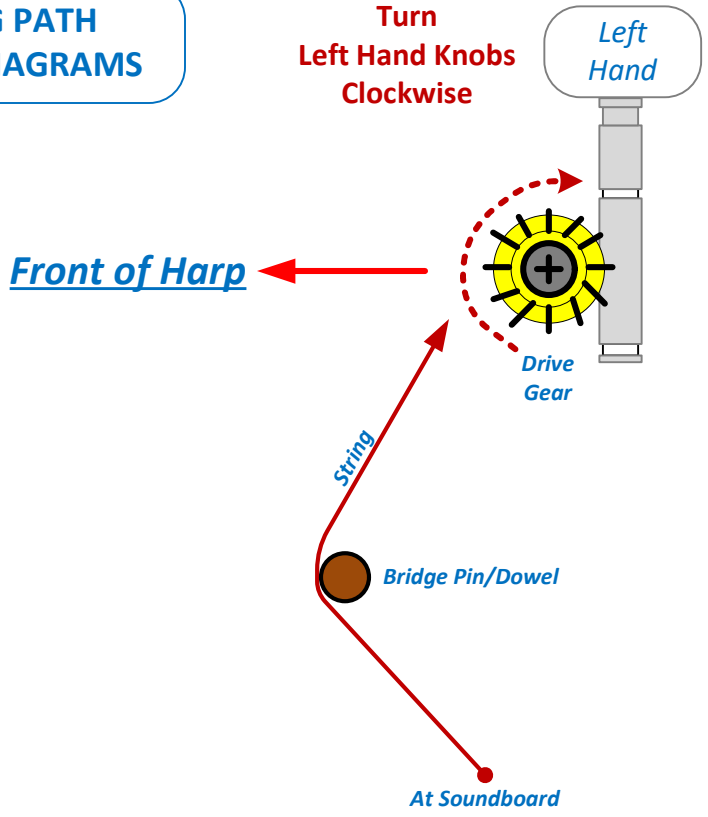 PATH
AGRAMS
Turn
Left Hand Knobs
Clockwise
Left
Hand
Front of Harp
Drive
Gear
String
Bridge Pin/Dowel
At Soundboard